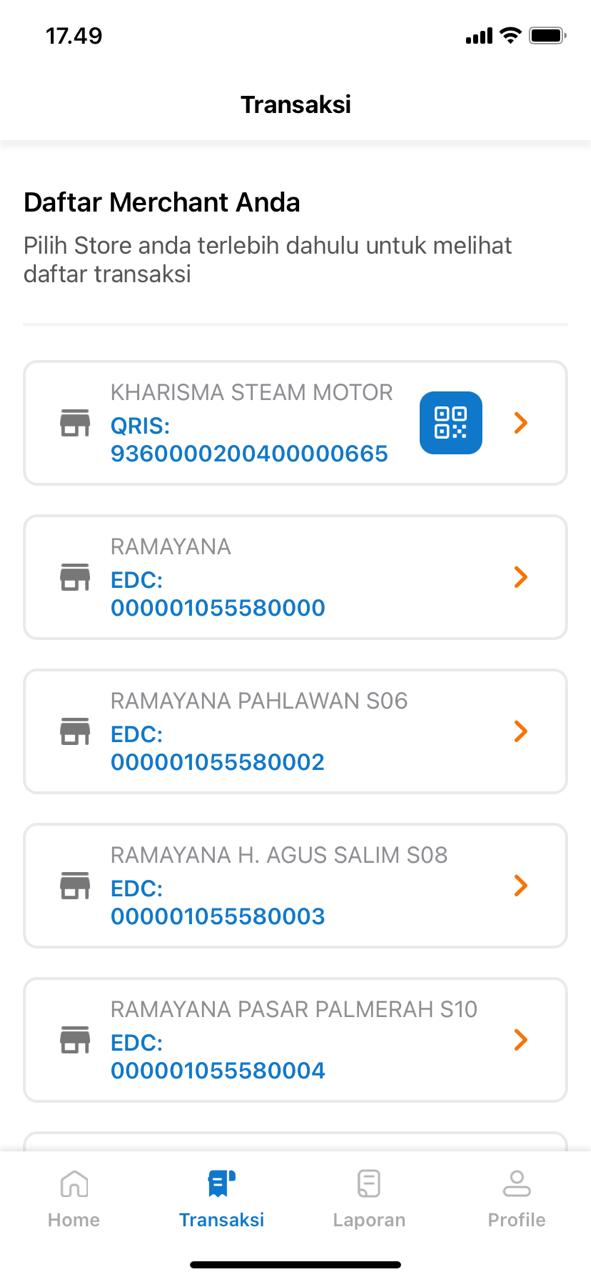 17.49
Transaksi
Daftar Merchant Anda
Pilih Store anda terlebih dahulu untuk melihat
daftar transaksi
KHARISMA STEAM MOTOR
QRIS:
9360000200400000665
RAMAYANA
EDC:
000001055580000
RAMAYANA PAHLAWAN S06
EDC:
000001055580002
RAMAYANA H. AGUS SALIM S08
EDC:
000001055580003
RAMAYANA PASAR PALMERAH S10
EDC:
000001055580004
Home
Transaksi
Laporan
Profile